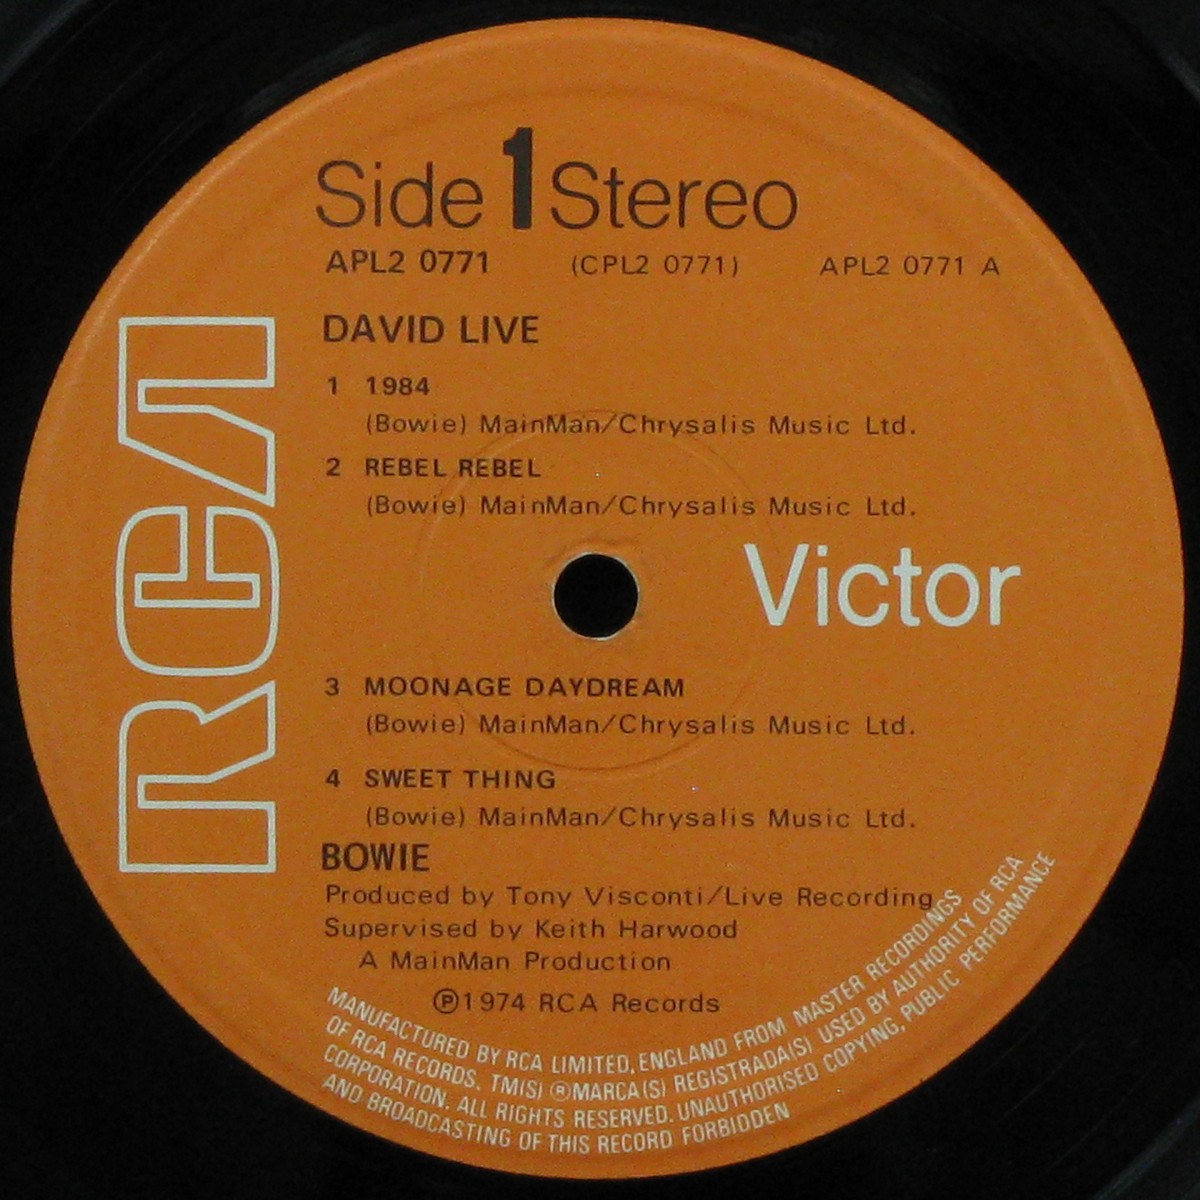 Side 1 Stereo
APL2 0771 (CPL2 0771) APL2 0771 A
DAVID LIVE
1 1984
(Bowie) MainMan/Chrysalis Music Ltd.
2 REBEL REBEL
(Bowie) MainMan/Chrysalis Music Ltd.
RCA
Victor
3 MOONAGE DAYDREAM
(Bowie) MainMan/Chrysalis Music Ltd.
4 SWEET THING
(Bowie) MainMan/Chrysalis Music Ltd.
BOWIE
Produced by Tony Visconti/Live Recording
Supervised by Keith Harwood
A MainMan Production
℗1974 RCA Records
MANUFACTURED BY RCA LIMITED, ENGLAND FROM MASTER RECORDINGS
OF RCA RECORDS. TM(S) ®MARCA(S) REGISTRADA(S) USED BY AUTHORITY OF RCA
CORPORATION. ALL RIGHTS RESERVED. UNAUTHORISED COPYING, PUBLIC PERFORMANCE
AND BROADCASTING OF THIS RECORD FORBIDDEN